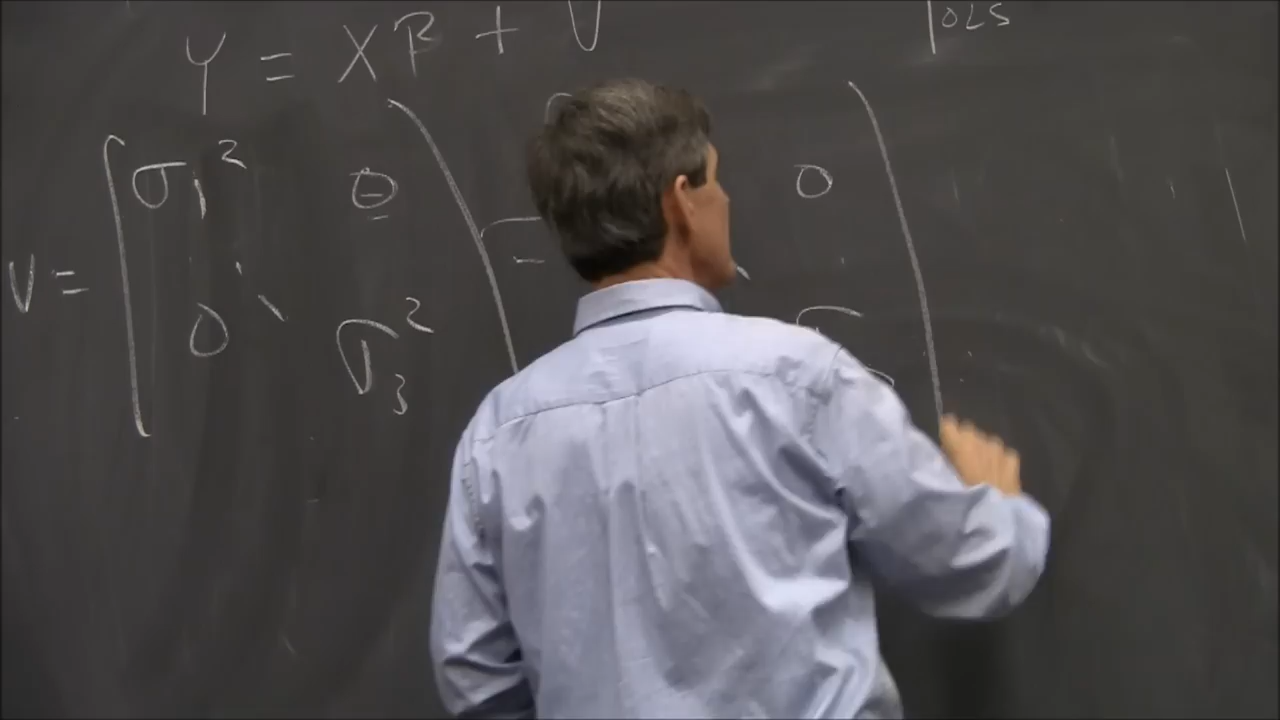 Y = Xβ + U | OLS
σ₁² 0 0
V = =
0 ⋱ σ₃²